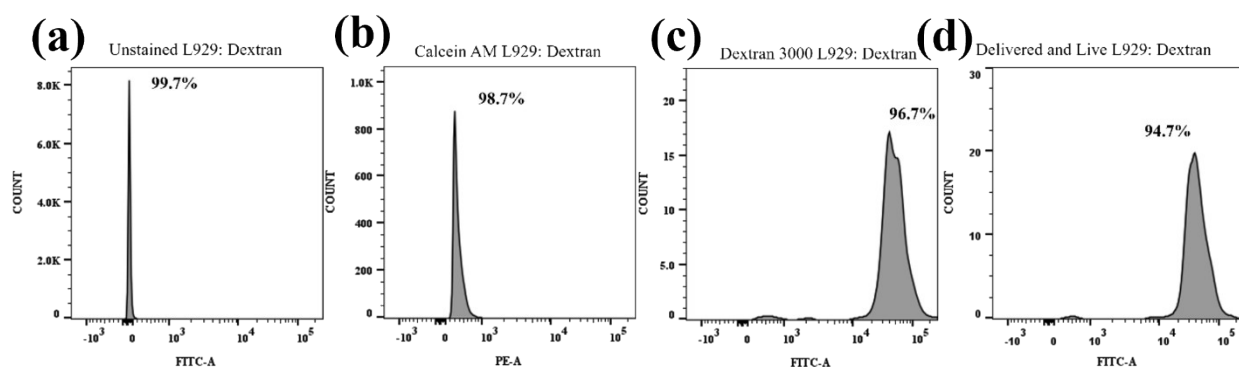 (a)
Unstained L929: Dextran
99.7%
8.0K
6.0K
4.0K
2.0K
0
COUNT
-10³ 0 10³ 10⁴ 10⁵
FITC-A
(b)
Calcein AM L929: Dextran
98.7%
1.0K
800
600
400
200
0
COUNT
-10³ 0 10³ 10⁴ 10⁵
PE-A
(c)
Dextran 3000 L929: Dextran
96.7%
20
15
10
5.0
0
COUNT
-10³ 0 10³ 10⁴ 10⁵
FITC-A
(d)
Delivered and Live L929: Dextran
94.7%
30
20
10
0
COUNT
-10³ 0 10³ 10⁴ 10⁵
FITC-A